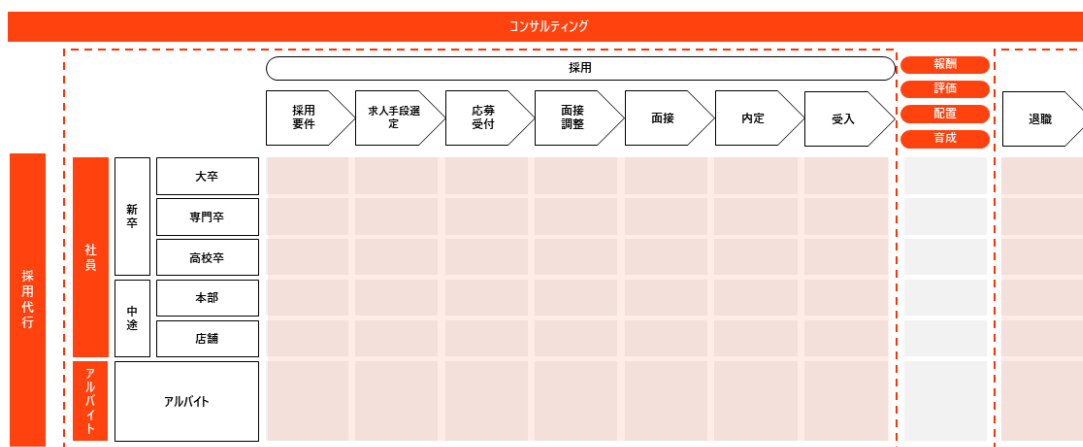 コンサルティング
採用
報酬
評価
配置
育成
採用
要件
求人手段選
定
応募
受付
面接
調整
面接
内定
受入
退職
採用代行
社員
新卒
大卒
専門卒
高校卒
中途
本部
店舗
アルバイト
アルバイト